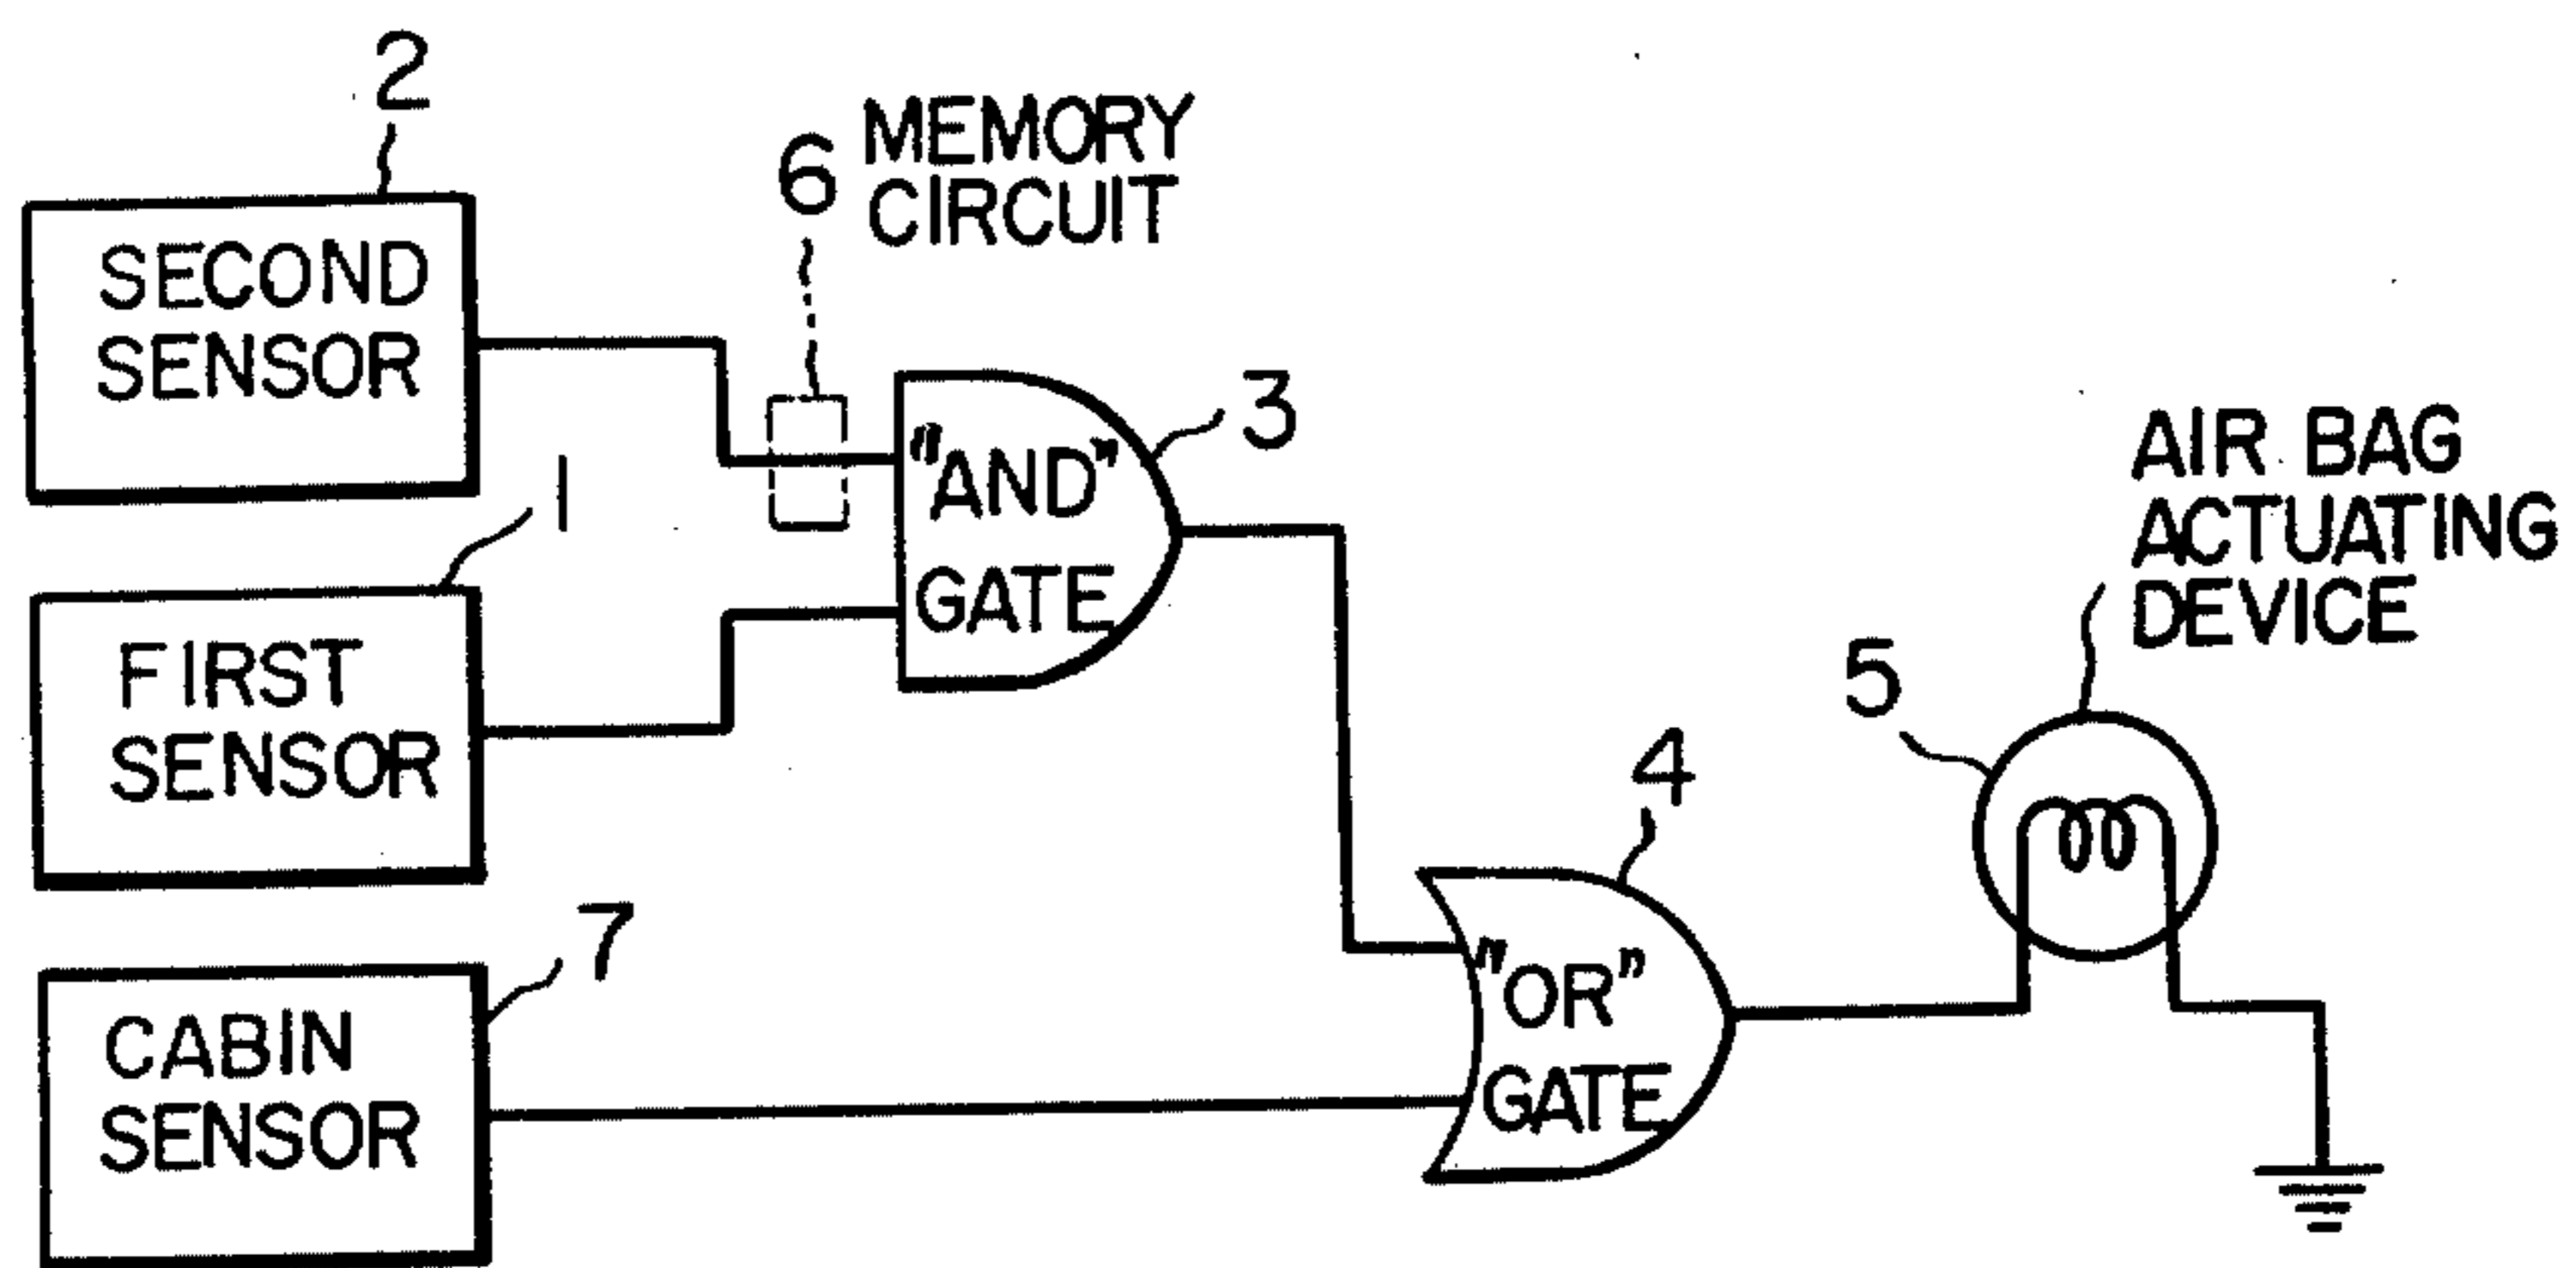 2
6 MEMORY
CIRCUIT
SECOND
SENSOR
3
"AND"
GATE
1
FIRST
SENSOR
AIR BAG
ACTUATING
DEVICE
5
4
7
CABIN
SENSOR
"OR"
GATE